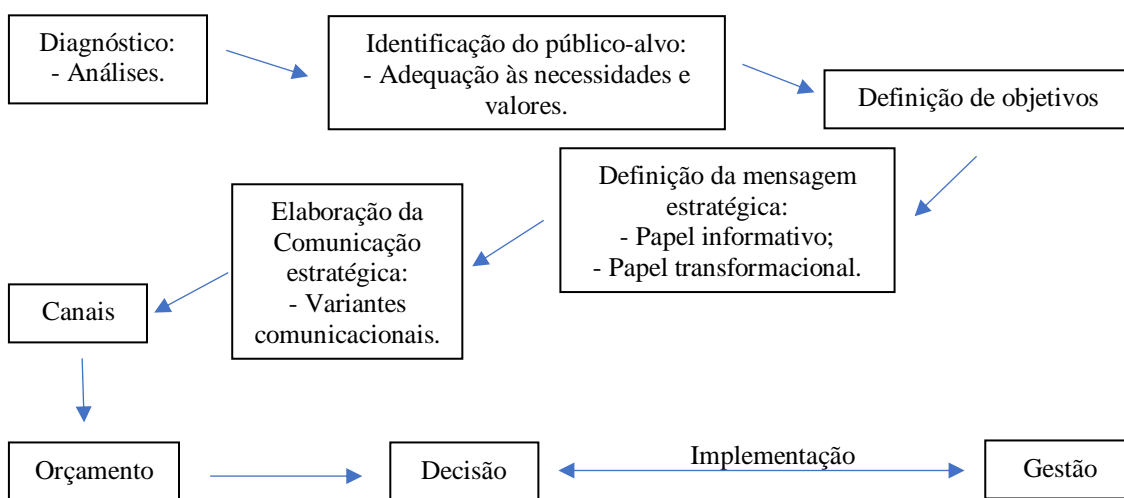 Diagnóstico:
- Análises.
Identificação do público-alvo:
- Adequação às necessidades e
valores.
Definição de objetivos
Definição da mensagem
estratégica:
- Papel informativo;
- Papel transformacional.
Elaboração da
Comunicação
estratégica:
- Variantes
comunicacionais.
Canais
Orçamento
Decisão
Implementação
Gestão